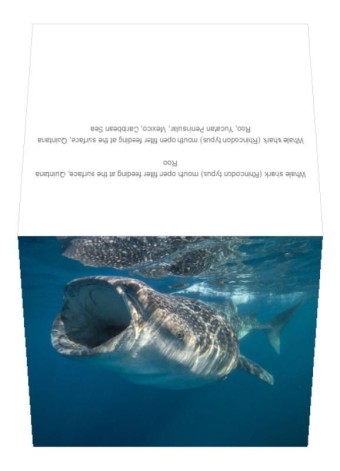 Whale shark (Rhincodon typus) mouth open filter feeding at the surface, Quintana
Roo
Whale shark (Rhincodon typus) mouth open filter feeding at the surface, Quintana
Roo, Yucatan Peninsular, Mexico, Caribbean Sea